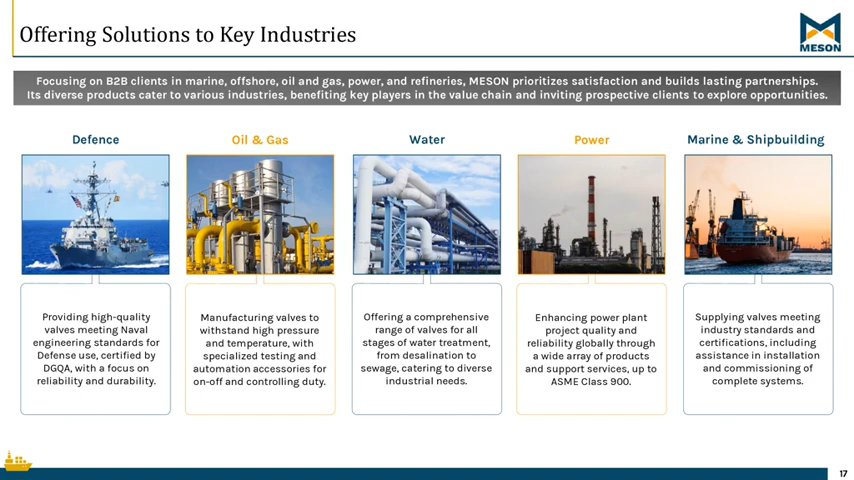 Offering Solutions to Key Industries
MESON
Focusing on B2B clients in marine, offshore, oil and gas, power, and refineries, MESON prioritizes satisfaction and builds lasting partnerships.
Its diverse products cater to various industries, benefiting key players in the value chain and inviting prospective clients to explore opportunities.
Defence
Providing high-quality
valves meeting Naval
engineering standards for
Defense use, certified by
DGQA, with a focus on
reliability and durability.
Oil & Gas
Manufacturing valves to
withstand high pressure
and temperature, with
specialized testing and
automation accessories for
on-off and controlling duty.
Water
Offering a comprehensive
range of valves for all
stages of water treatment,
from desalination to
sewage, catering to diverse
industrial needs.
Power
Enhancing power plant
project quality and
reliability globally through
a wide array of products
and support services, up to
ASME Class 900.
Marine & Shipbuilding
Supplying valves meeting
industry standards and
certifications, including
assistance in installation
and commissioning of
complete systems.
17